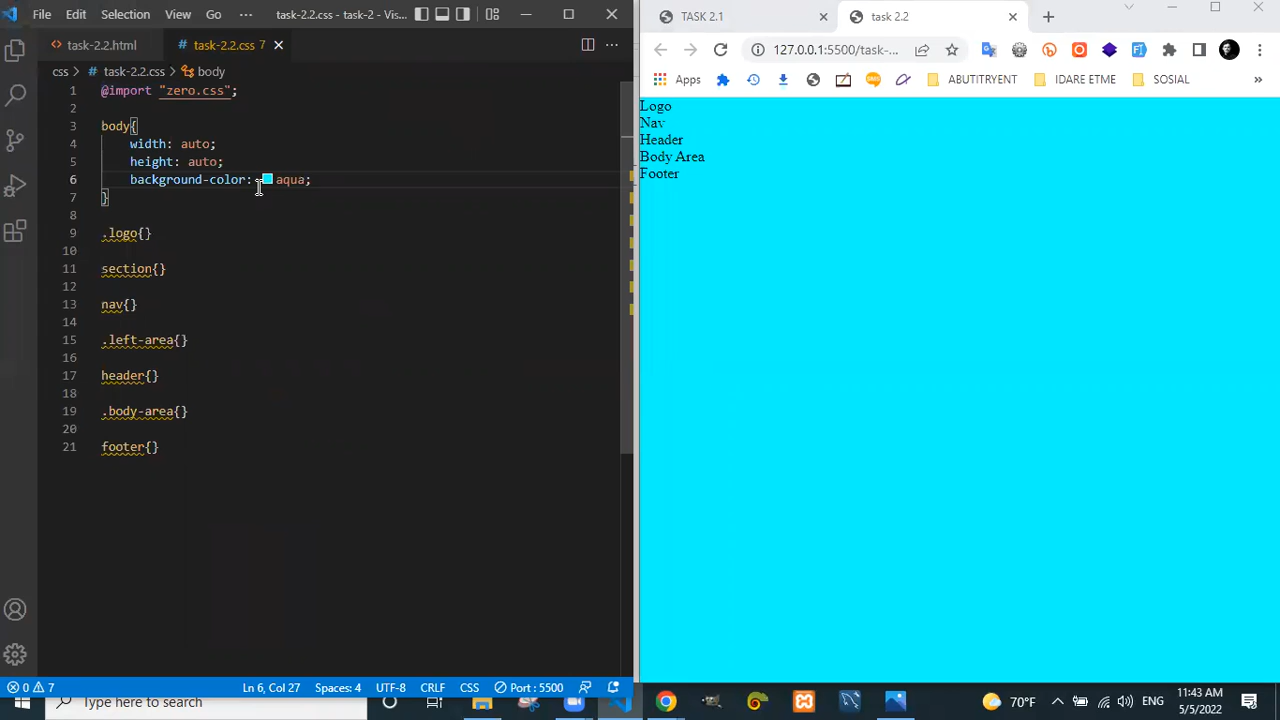 File Edit Selection View Go ··· task-2.2.css - task-2 - Vis...
task-2.2.html
# task-2.2.css 7
css > # task-2.2.css > body
1 @import "zero.css";
2
3 body{
4 width: auto;
5 height: auto;
6 background-color: aqua;
7 }
8
9 .logo{}
10
11 section{}
12
13 nav{}
14
15 .left-area{}
16
17 header{}
18
19 .body-area{}
20
21 footer{}
0 7 Ln 6, Col 27 Spaces: 4 UTF-8 CRLF CSS Port : 5500
TASK 2.1
task 2.2
127.0.0.1:5500/task-...
Apps SMS ABUTITYENT IDARE ETME SOSIAL »
Logo
Nav
Header
Body Area
Footer
Type here to search
70°F ENG 11:43 AM
5/5/2022